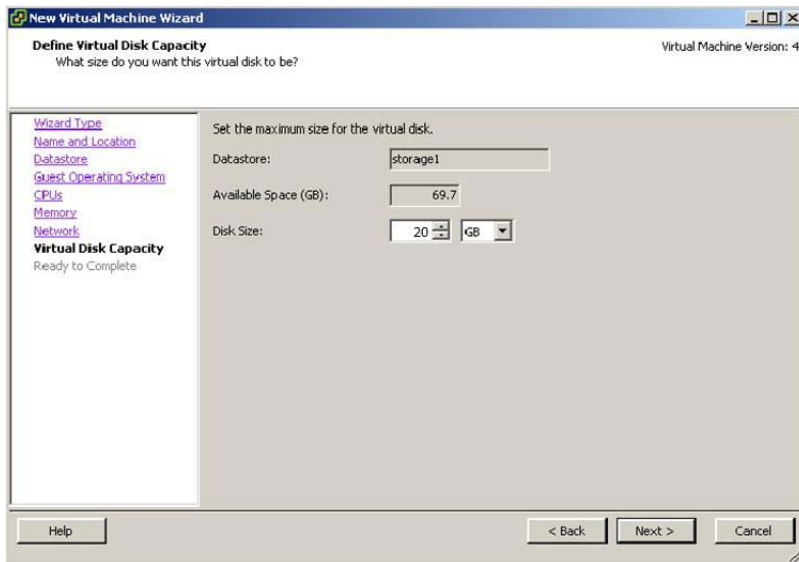 New Virtual Machine Wizard
Define Virtual Disk Capacity
Virtual Machine Version: 4
What size do you want this virtual disk to be?
Wizard Type
Name and Location
Datastore
Guest Operating System
CPUs
Memory
Network
Virtual Disk Capacity
Ready to Complete
Set the maximum size for the virtual disk.
Datastore: storage1
Available Space (GB): 69.7
Disk Size: 20 GB
Help
< Back
Next >
Cancel